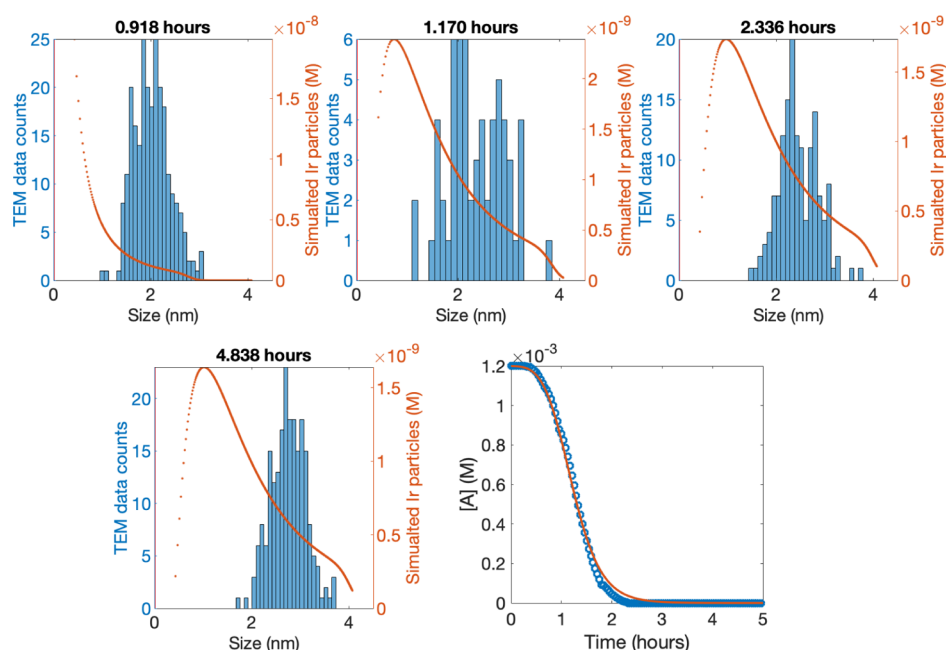 0.918 hours
×10⁻⁸
25
20
15
10
5
0
TEM data counts
1.5
1
0.5
0
Simualted Ir particles (M)
0 2 4
Size (nm)
1.170 hours
×10⁻⁹
6
5
4
3
2
1
0
TEM data counts
2
1.5
1
0.5
0
Simualted Ir particles (M)
0 2 4
Size (nm)
2.336 hours
×10⁻⁹
20
15
10
5
0
TEM data counts
1.5
1
0.5
0
Simualted Ir particles (M)
0 2 4
Size (nm)
4.838 hours
×10⁻⁹
20
15
10
5
0
TEM data counts
1.5
1
0.5
0
Simualted Ir particles (M)
0 2 4
Size (nm)
×10⁻³
1.2
1
0.8
0.6
0.4
0.2
0
[A] (M)
0 1 2 3 4 5
Time (hours)